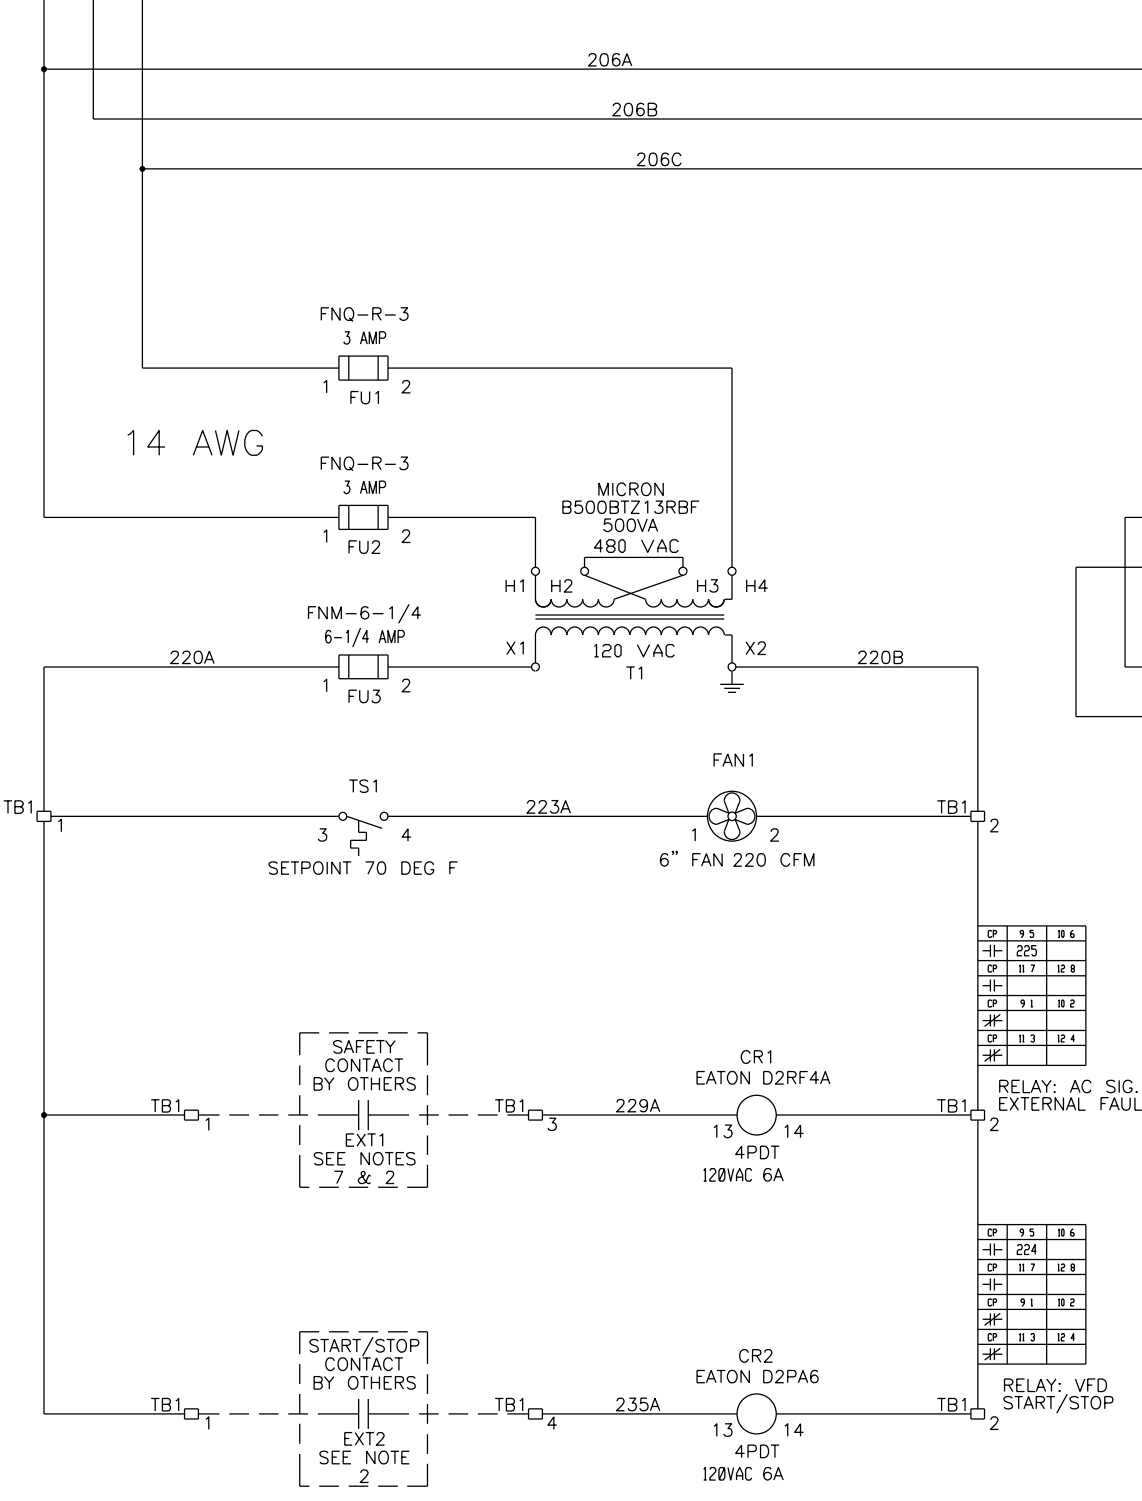 206A
206B
206C
FNQ-R-3
3 AMP
1 2
FU1
14 AWG
FNQ-R-3
3 AMP
1 2
FU2
MICRON
B500BTZ13RBF
500VA
480 VAC
H1 H2 H3 H4
FNM-6-1/4
6-1/4 AMP
220A
1 2
FU3
X1 X2
120 VAC
T1
220B
TB1
1
TS1
3 4
SETPOINT 70 DEG F
223A
FAN1
1 2
6” FAN 220 CFM
TB1
2
CP 9 5 10 6
225
CP 11 7 12 8
CP 9 1 10 2
CP 11 3 12 4
RELAY: AC SIG.
EXTERNAL FAUL
TB1
1
SAFETY
CONTACT
BY OTHERS
EXT1
SEE NOTES
7 & 2
TB1
3
229A
CR1
EATON D2RF4A
13 14
4PDT
120VAC 6A
TB1
2
CP 9 5 10 6
224
CP 11 7 12 8
CP 9 1 10 2
CP 11 3 12 4
RELAY: VFD
START/STOP
TB1
1
START/STOP
CONTACT
BY OTHERS
EXT2
SEE NOTE
2
TB1
4
235A
CR2
EATON D2PA6
13 14
4PDT
120VAC 6A
TB1
2